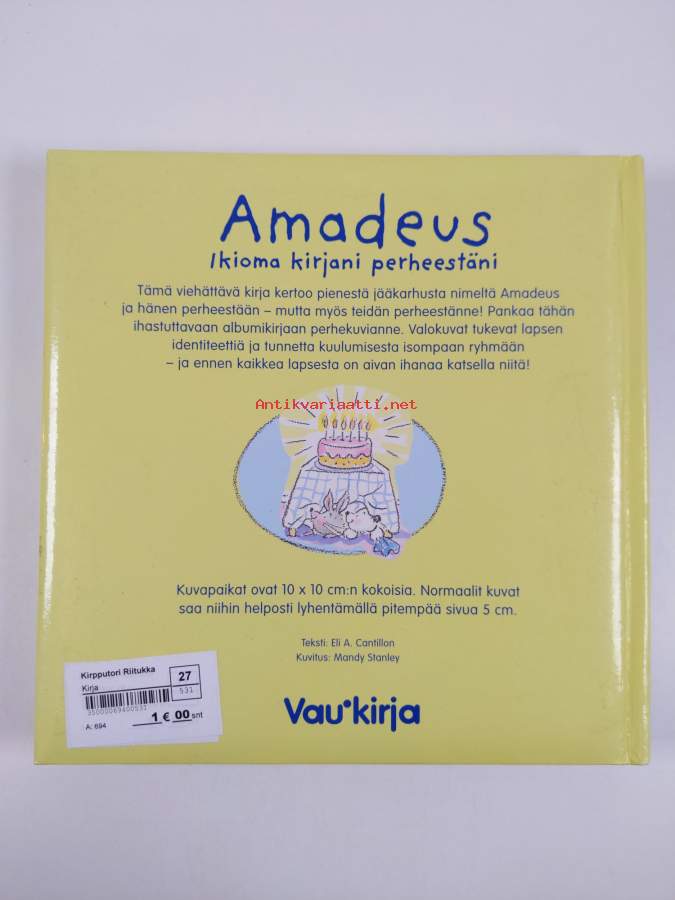 Amadeus
Ikioma kirjani perheestäni
Tämä viehättävä kirja kertoo pienestä jääkarhusta nimeltä Amadeus
ja hänen perheestään – mutta myös teidän perheestänne! Pankaa tähän
ihastuttavaan albumikirjaan perhekuvianne. Valokuvat tukevat lapsen
identiteettiä ja tunnetta kuulumisesta isompaan ryhmään
– ja ennen kaikkea lapsesta on aivan ihanaa katsella niitä!
Antikvariaatti.net
Kuvapaikat ovat 10 x 10 cm:n kokoisia. Normaalit kuvat
saa niihin helposti lyhentämällä pitempää sivua 5 cm.
Teksti: Eli A. Cantillon
Kuvitus: Mandy Stanley
Vau•kirja
Kirpputori Riitukka
27
Kirja
531
35000069400531
A: 694
1 € 00 snt